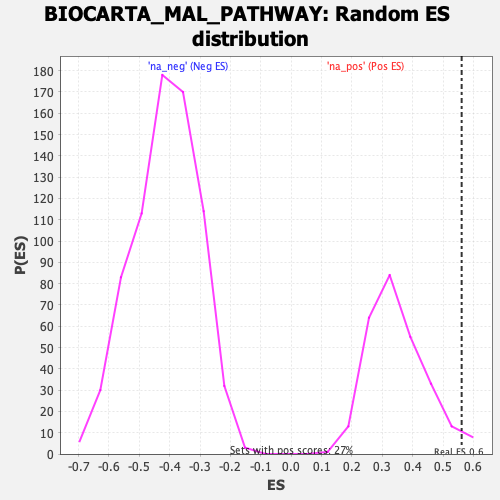 BIOCARTA_MAL_PATHWAY: Random ES
distribution
'na_neg' (Neg ES)
'na_pos' (Pos ES)
180
170
160
150
140
130
120
110
100
90
80
70
60
50
40
30
20
10
0
P(ES)
Sets with pos scores: 27%
Real ES 0.6
-0.7 -0.6 -0.5 -0.4 -0.3 -0.2 -0.1 0.0 0.1 0.2 0.3 0.4 0.5 0.6
ES